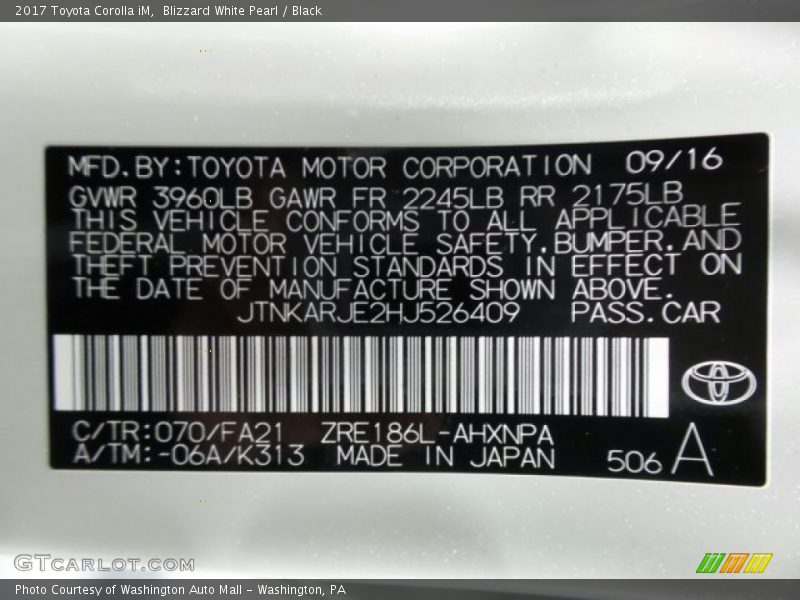 2017 Toyota Corolla iM,  Blizzard White Pearl / Black
MFD.BY:TOYOTA MOTOR CORPORATION 09/16
GVWR 3960LB GAWR FR 2245LB RR 2175LB
THIS VEHICLE CONFORMS TO ALL APPLICABLE
FEDERAL MOTOR VEHICLE SAFETY,BUMPER,AND
THEFT PREVENTION STANDARDS IN EFFECT ON
THE DATE OF MANUFACTURE SHOWN ABOVE.
JTNKARJE2HJ526409 PASS.CAR
C/TR:070/FA21 ZRE186L-AHXNPA
A/TM:-06A/K313 MADE IN JAPAN 506 A
GTCARLOT.COM
Photo Courtesy of Washington Auto Mall - Washington, PA